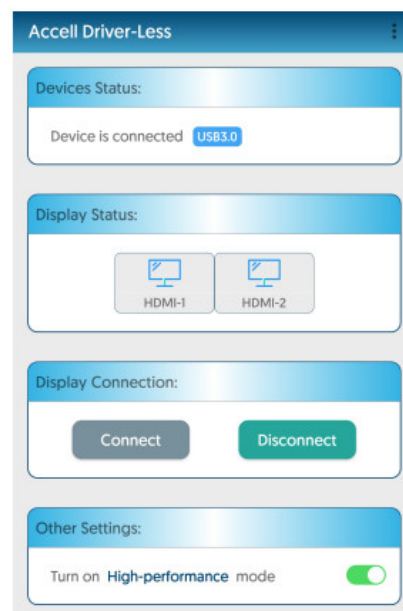 Accell Driver-Less
Devices Status:
Device is connected USB3.0
Display Status:
HDMI-1 HDMI-2
Display Connection:
Connect Disconnect
Other Settings:
Turn on High-performance mode